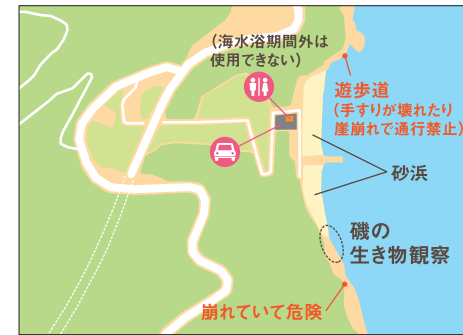 (海水浴期間外は
使用できない)
遊歩道
(手すりが壊れたり
崖崩れで通行禁止)
砂浜
磯の
生き物観察
崩れていて危険